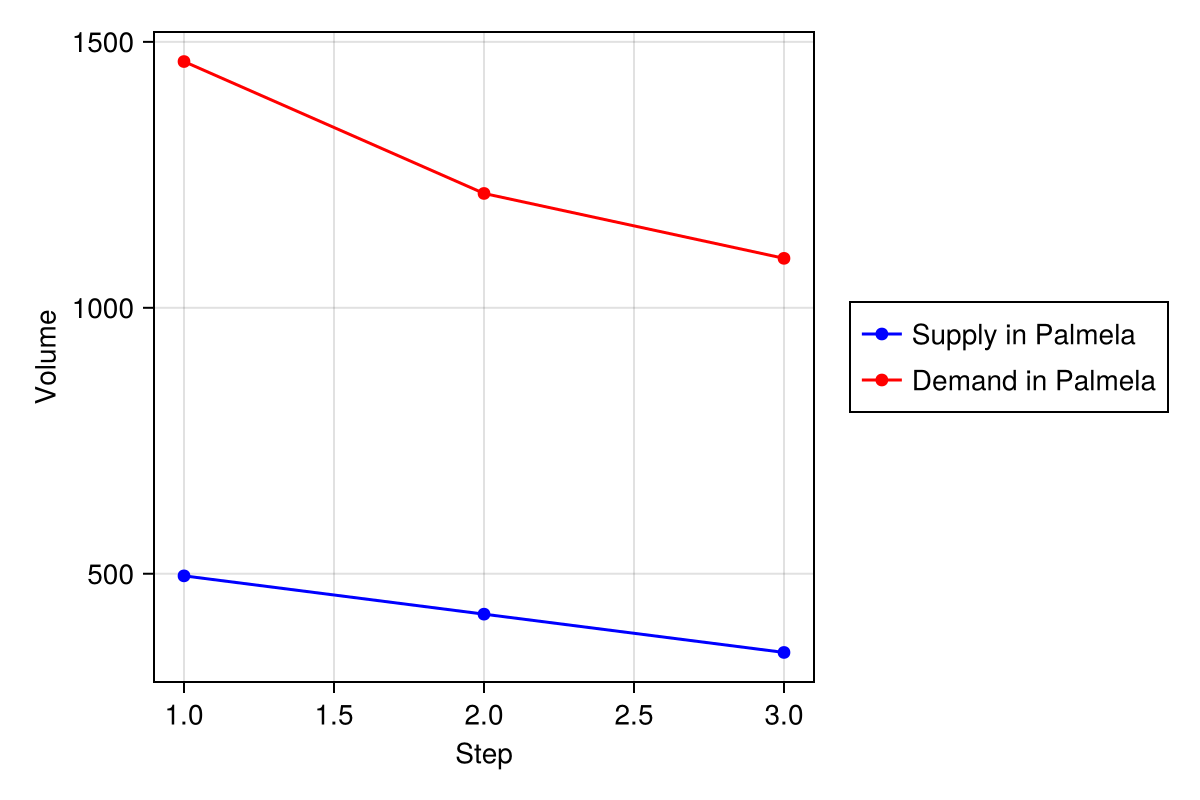 1500
1000
500
Volume
1.0 1.5 2.0 2.5 3.0
Step
Supply in Palmela
Demand in Palmela